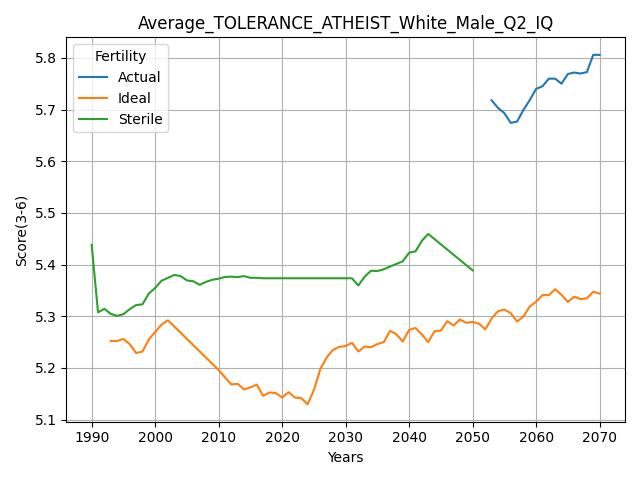 Average_TOLERANCE_ATHEIST_White_Male_Q2_IQ
Fertility
Actual
Ideal
Sterile
Score(3-6)
5.8
5.7
5.6
5.5
5.4
5.3
5.2
5.1
1990 2000 2010 2020 2030 2040 2050 2060 2070
Years